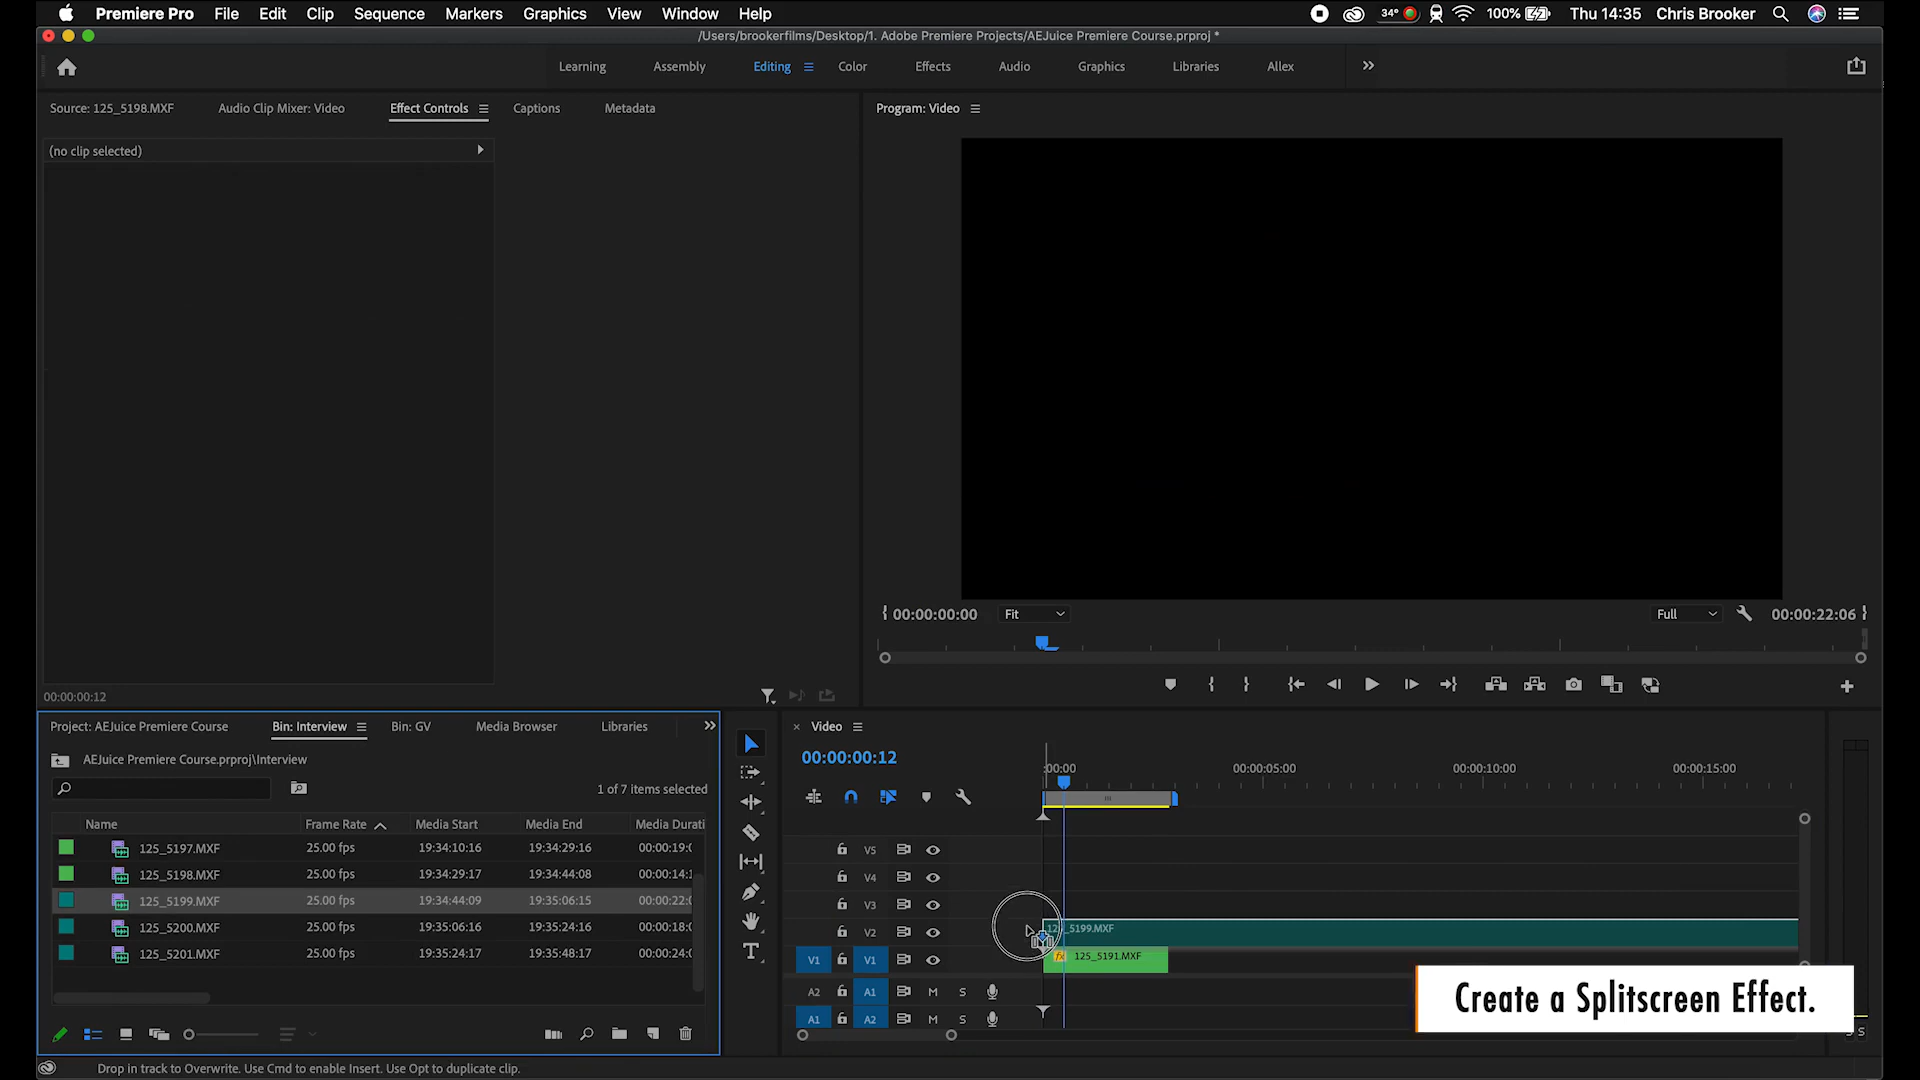 Premiere Pro File Edit Clip Sequence Markers Graphics View Window Help 34° 100% Thu 14:35 Chris Brooker
/Users/brookerfilms/Desktop/1. Adobe Premiere Projects/AEJuice Premiere Course.prproj *
Learning Assembly Editing Color Effects Audio Graphics Libraries Allex
Source: 125_5198.MXF Audio Clip Mixer: Video Effect Controls Captions Metadata
(no clip selected)
00:00:00:12
Program: Video
00:00:00:00 Fit Full 00:00:22:06
Project: AEJuice Premiere Course Bin: Interview Bin: GV Media Browser Libraries
AEJuice Premiere Course.prproj\Interview
1 of 7 items selected
Name Frame Rate Media Start Media End Media Durati
125_5197.MXF 25.00 fps 19:34:10:16 19:34:29:16 00:00:19:0
125_5198.MXF 25.00 fps 19:34:29:17 19:34:44:08 00:00:14:1
125_5199.MXF 25.00 fps 19:34:44:09 19:35:06:15 00:00:22:0
125_5200.MXF 25.00 fps 19:35:06:16 19:35:24:16 00:00:18:0
125_5201.MXF 25.00 fps 19:35:24:17 19:35:48:17 00:00:24:0
Video
00:00:00:12
:00:00 00:00:05:00 00:00:10:00 00:00:15:00
V5
V4
V3
V2 125_5199.MXF
V1 V1 fx 125_5191.MXF
A2 A1 M S
A1 A2 M S
Create a Splitscreen Effect.
Drop in track to Overwrite. Use Cmd to enable Insert. Use Opt to duplicate clip.